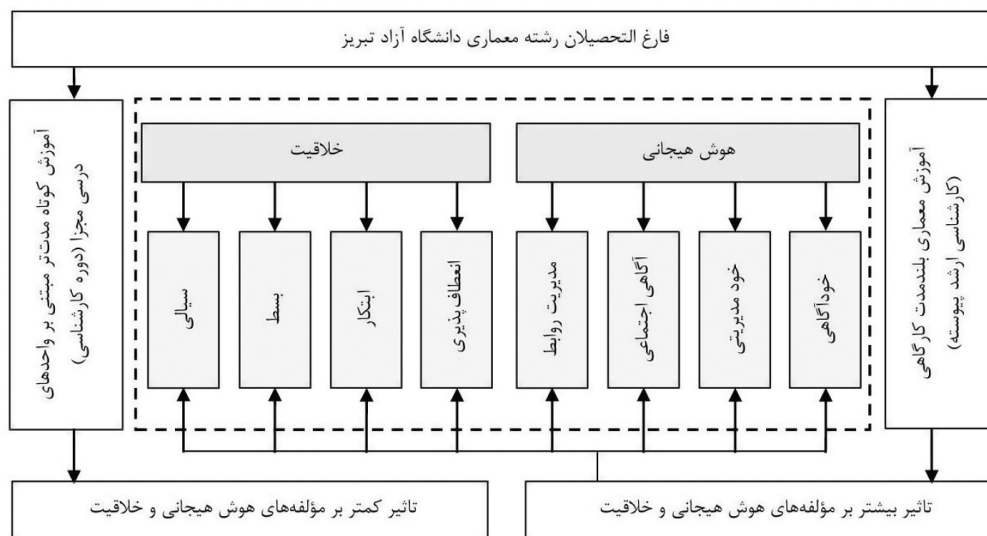 فارغ التحصیلان رشته معماری دانشگاه آزاد تبریز
آموزش معماری بلندمدت کارگاهی
(کارشناسی ارشد پیوسته)
هوش هیجانی
خلاقیت
خودآگاهی
خود مدیریتی
آگاهی اجتماعی
مدیریت روابط
انعطاف‌پذیری
ابتکار
بسط
سیالی
آموزش کوتاه مدت‌تر مبتنی بر واحدهای
درسی مجزا (دوره کارشناسی)
تاثیر بیشتر بر مؤلفه‌های هوش هیجانی و خلاقیت
تاثیر کمتر بر مؤلفه‌های هوش هیجانی و خلاقیت